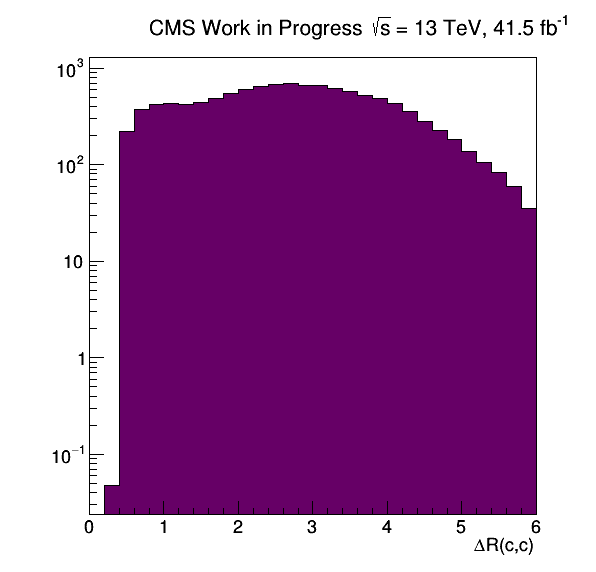 CMS Work in Progress √s = 13 TeV, 41.5 fb⁻¹
10³
10²
10
1
10⁻¹
0 1 2 3 4 5 6
ΔR(c,c)